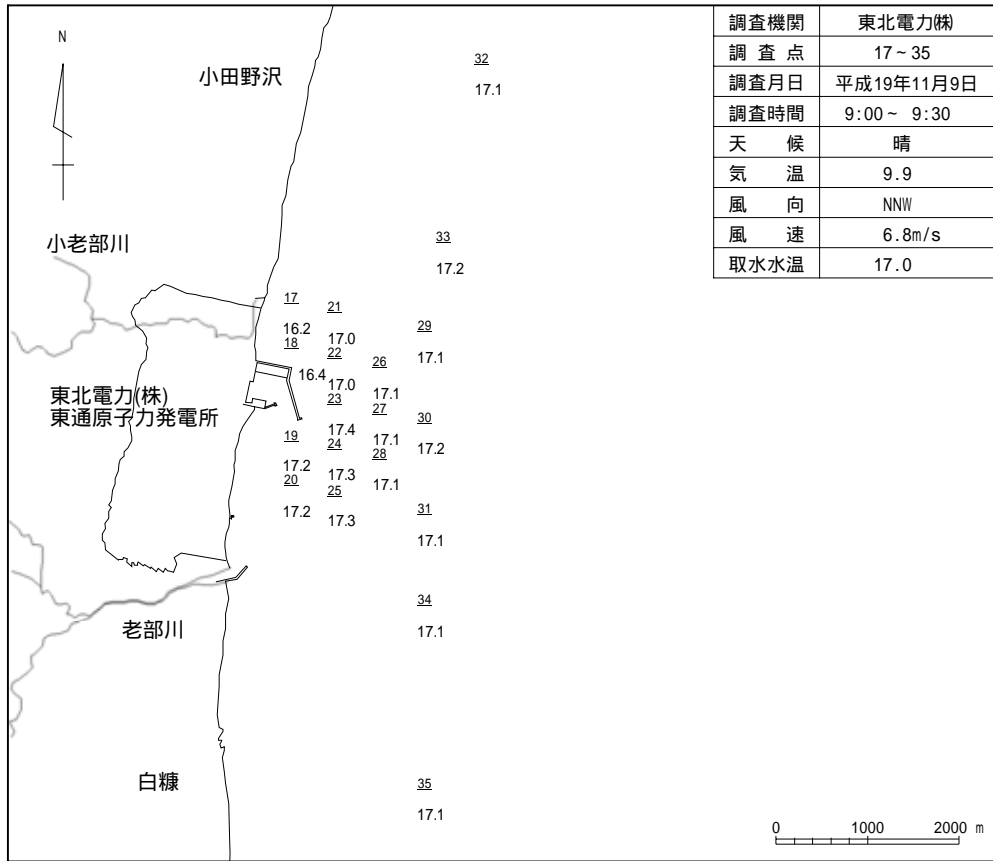 調査機関 東北電力㈱
調査点 17~35
調査月日 平成19年11月9日
調査時間 9:00~ 9:30
天候 晴
気温 9.9
風向 NNW
風速 6.8m/s
取水水温 17.0
N
小田野沢
32
17.1
小老部川
33
17.2
17
21
16.2
17.0
18
22
29
17.1
26
16.4
17.0
17.1
東北電力(株)
東通原子力発電所
23
27
30
17.4
17.1
17.2
19
24
28
17.2
17.3
17.1
20
25
17.2
17.3
31
17.1
34
17.1
老部川
白糠
35
17.1
0 1000 2000 m